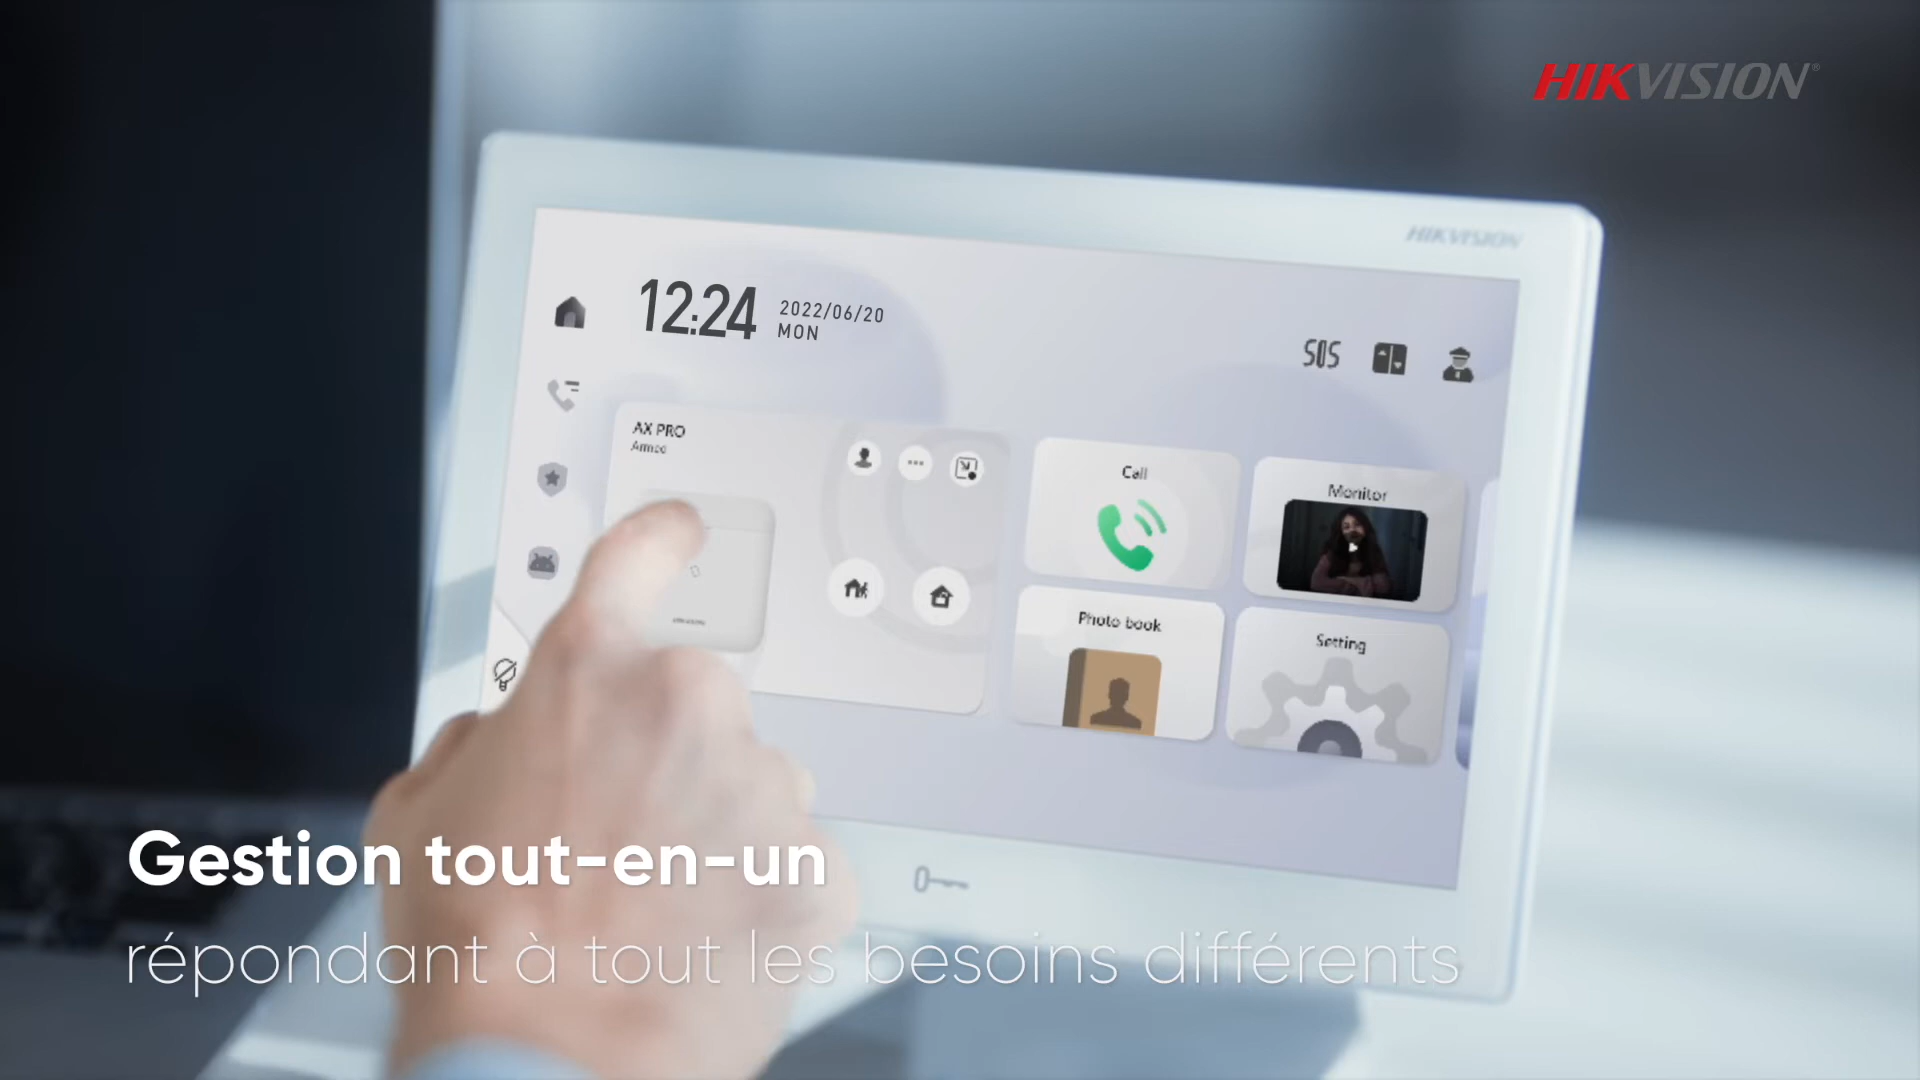 HIKVISION®
HIKVISION
12:24
2022/06/20
MON
SOS
AX PRO
Call
Monitor
Photo book
Setting
HIKVISION
Gestion tout-en-un
répondant à tout les besoins différents